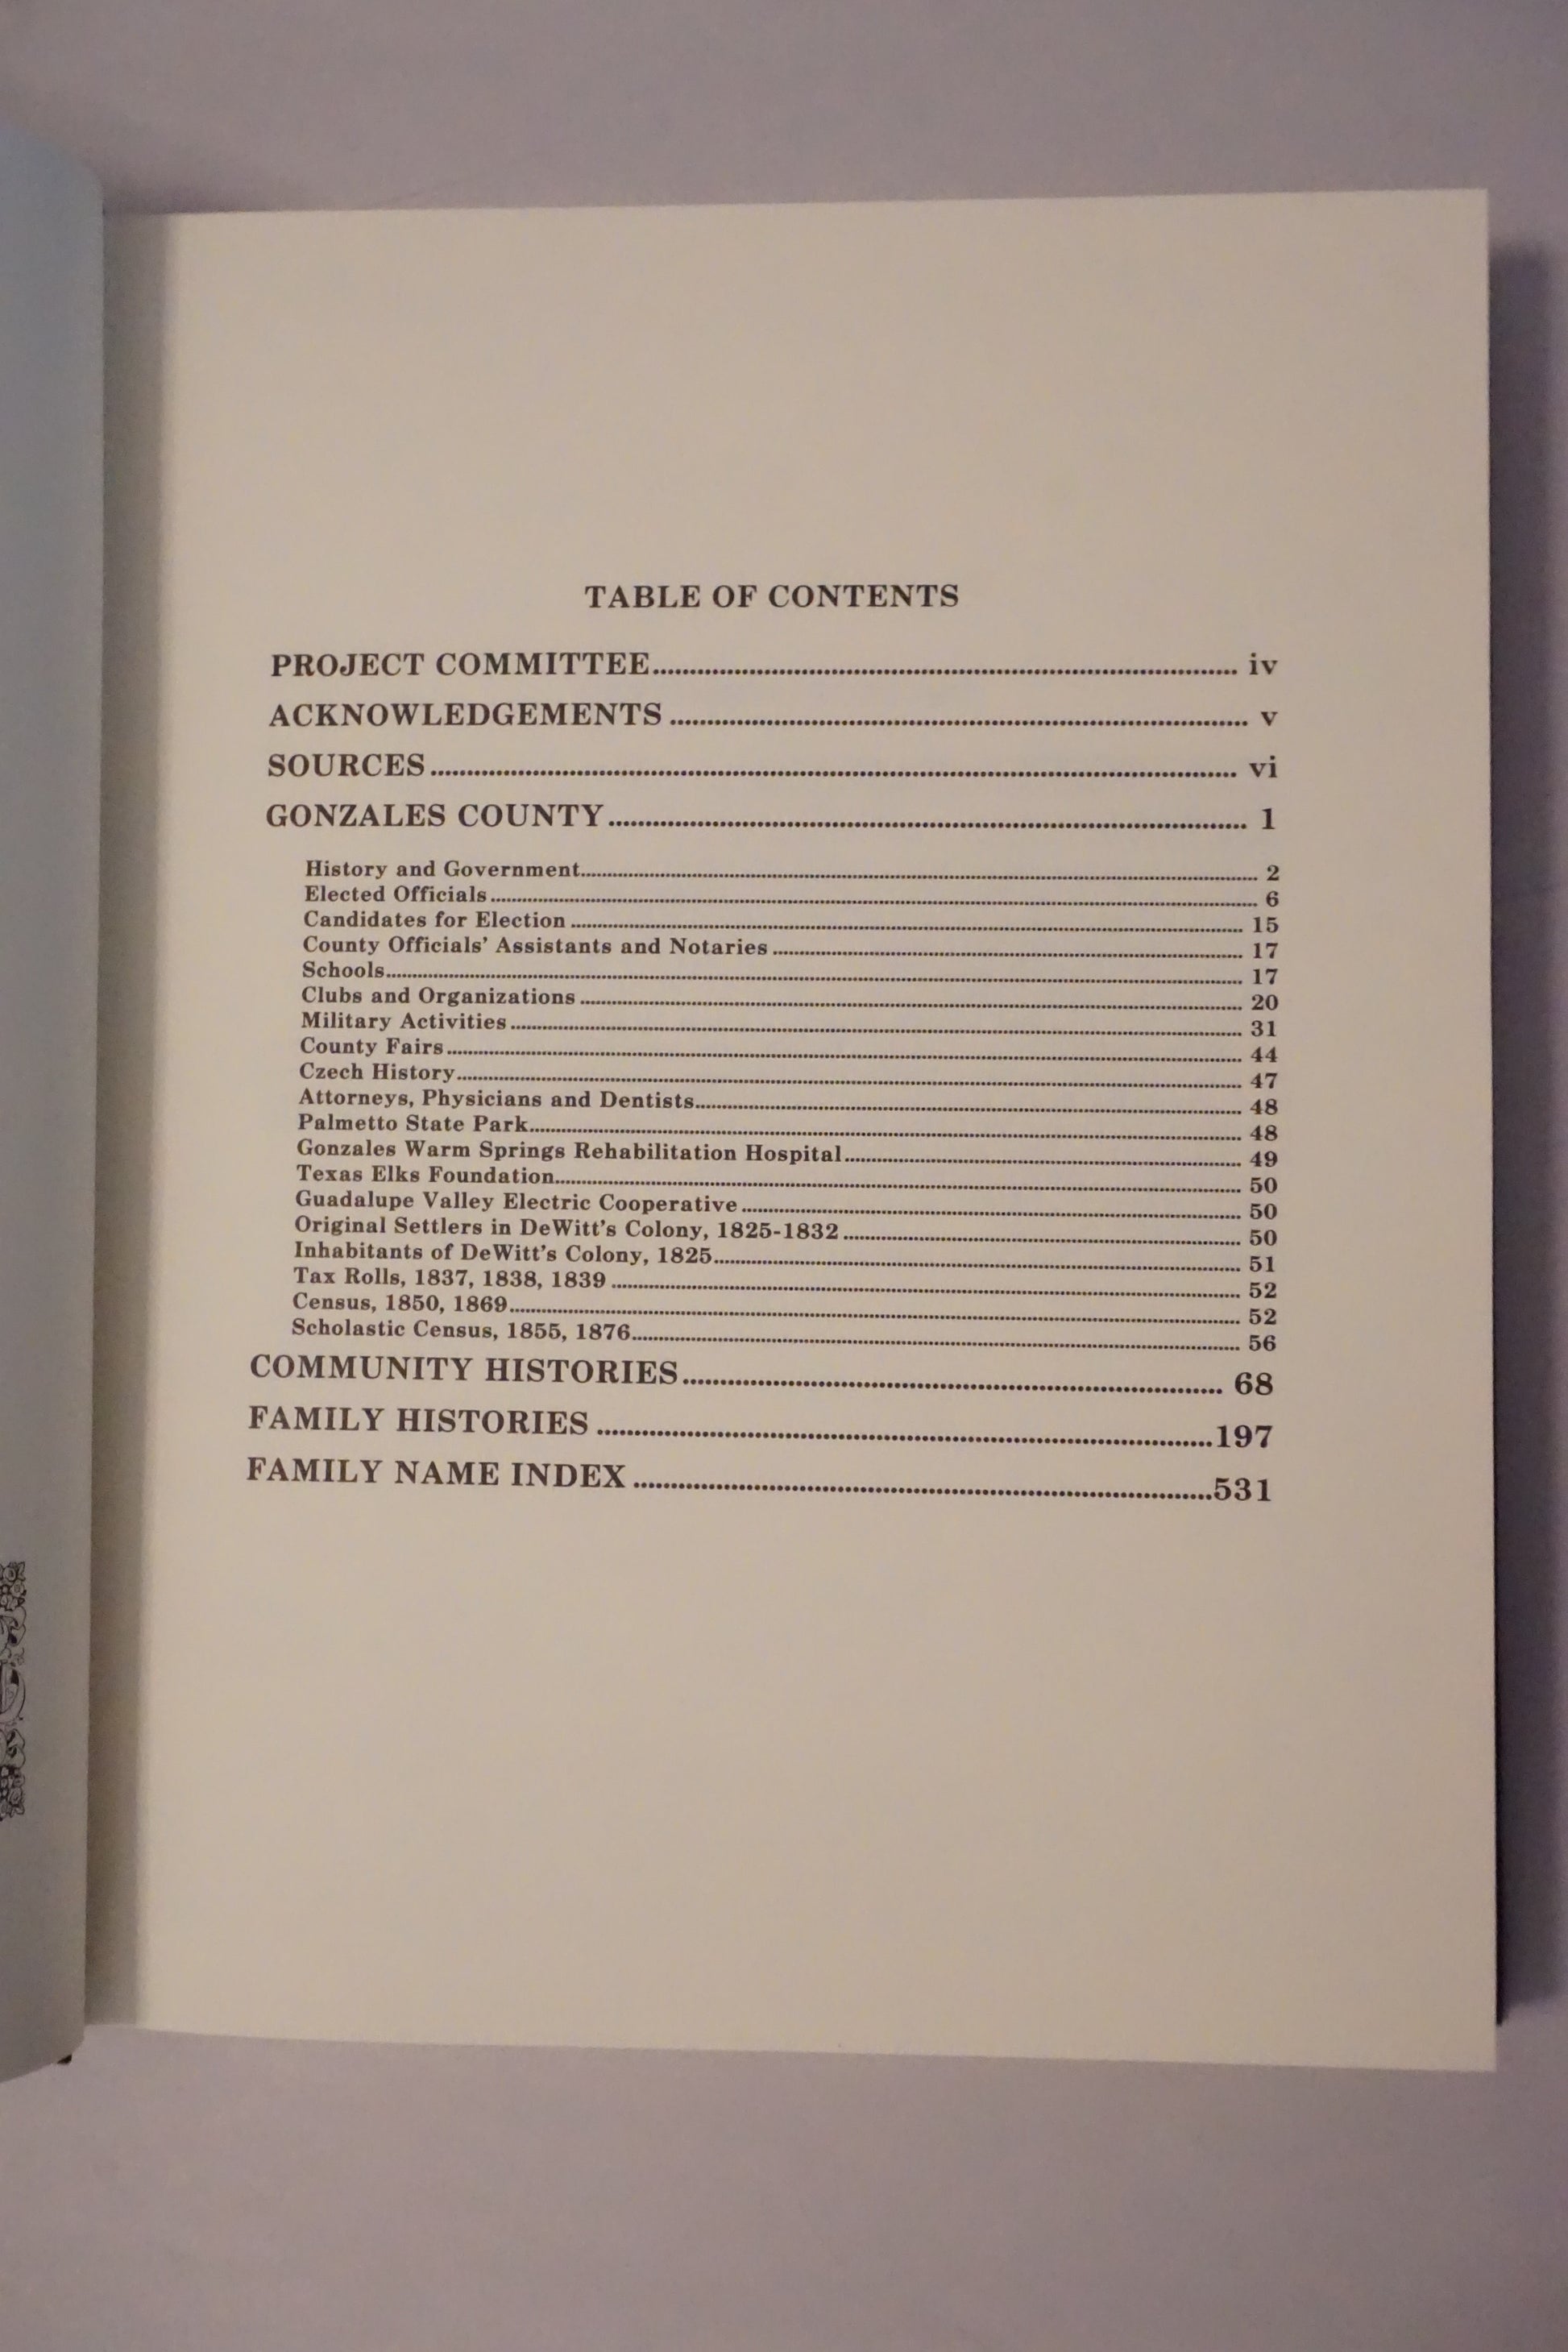 TABLE OF CONTENTS
PROJECT COMMITTEE........................................ iv
ACKNOWLEDGEMENTS ........................................ v
SOURCES........................................ vi
GONZALES COUNTY........................................ 1
History and Government........................................ 2
Elected Officials........................................ 6
Candidates for Election ........................................ 15
County Officials' Assistants and Notaries ........................................ 17
Schools........................................ 17
Clubs and Organizations ........................................ 20
Military Activities ........................................ 31
County Fairs........................................ 44
Czech History........................................ 47
Attorneys, Physicians and Dentists........................................ 48
Palmetto State Park........................................ 48
Gonzales Warm Springs Rehabilitation Hospital........................................ 49
Texas Elks Foundation........................................ 50
Guadalupe Valley Electric Cooperative ........................................ 50
Original Settlers in DeWitt's Colony, 1825-1832 ........................................ 50
Inhabitants of DeWitt's Colony, 1825........................................ 51
Tax Rolls, 1837, 1838, 1839 ........................................ 52
Census, 1850, 1869........................................ 52
Scholastic Census, 1855, 1876........................................ 56
COMMUNITY HISTORIES........................................ 68
FAMILY HISTORIES ........................................197
FAMILY NAME INDEX ........................................531